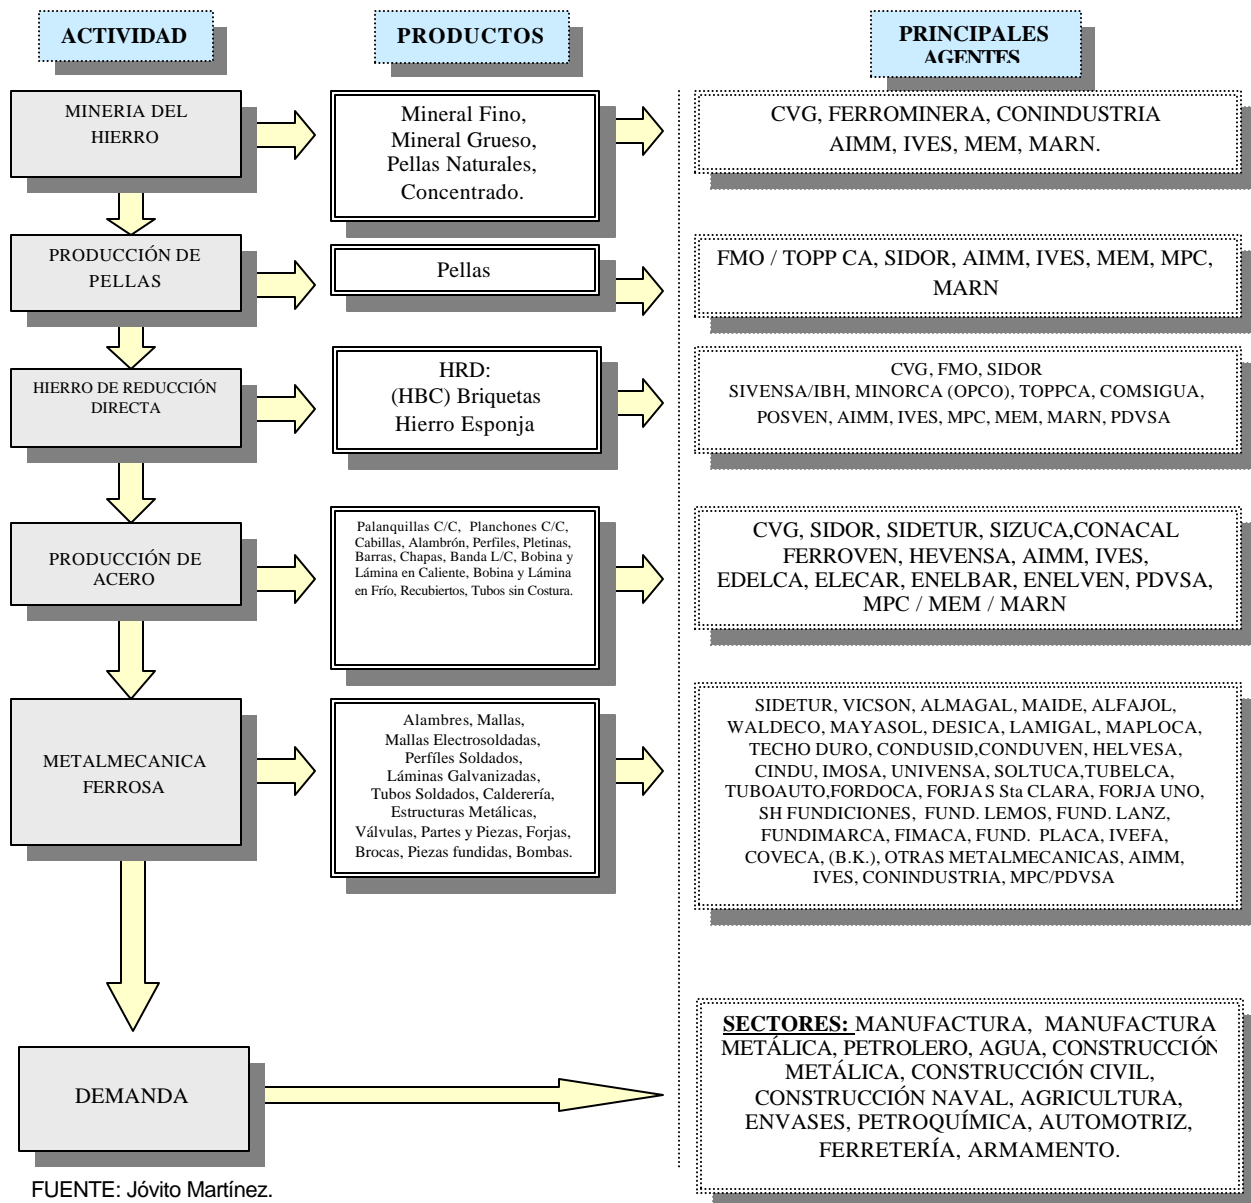 ACTIVIDAD
PRODUCTOS
PRINCIPALES
AGENTES
MINERIA DEL
HIERRO
Mineral Fino,
Mineral Grueso,
Pellas Naturales,
Concentrado.
CVG, FERROMINERA, CONINDUSTRIA
AIMM, IVES, MEM, MARN.
PRODUCCIÓN DE
PELLAS
Pellas
FMO / TOPP CA, SIDOR, AIMM, IVES, MEM, MPC,
MARN
HIERRO DE REDUCCIÓN
DIRECTA
HRD:
(HBC) Briquetas
Hierro Esponja
CVG, FMO, SIDOR
SIVENSA/IBH, MINORCA (OPCO), TOPPCA, COMSIGUA,
POSVEN, AIMM, IVES, MPC, MEM, MARN, PDVSA
PRODUCCIÓN DE
ACERO
Palanquillas C/C, Planchones C/C,
Cabillas, Alambrón, Perfiles, Pletinas,
Barras, Chapas, Banda L/C, Bobina y
Lámina en Caliente, Bobina y Lámina
en Frío, Recubiertos, Tubos sin Costura.
CVG, SIDOR, SIDETUR, SIZUCA,CONACAL
FERROVEN, HEVENSA, AIMM, IVES,
EDELCA, ELECAR, ENELBAR, ENELVEN, PDVSA,
MPC / MEM / MARN
METALMECANICA
FERROSA
Alambres, Mallas,
Mallas Electrosoldadas,
Perfíles Soldados,
Láminas Galvanizadas,
Tubos Soldados, Calderería,
Estructuras Metálicas,
Válvulas, Partes y Piezas, Forjas,
Brocas, Piezas fundidas, Bombas.
SIDETUR, VICSON, ALMAGAL, MAIDE, ALFAJOL,
WALDECO, MAYASOL, DESICA, LAMIGAL, MAPLOCA,
TECHO DURO, CONDUSID,CONDUVEN, HELVESA,
CINDU, IMOSA, UNIVENSA, SOLTUCA,TUBELCA,
TUBOAUTO,FORDOCA, FORJAS Sta CLARA, FORJA UNO,
SH FUNDICIONES, FUND. LEMOS, FUND. LANZ,
FUNDIMARCA, FIMACA, FUND. PLACA, IVEFA,
COVECA, (B.K.), OTRAS METALMECANICAS, AIMM,
IVES, CONINDUSTRIA, MPC/PDVSA
DEMANDA
SECTORES: MANUFACTURA, MANUFACTURA
METÁLICA, PETROLERO, AGUA, CONSTRUCCIÓN
METÁLICA, CONSTRUCCIÓN CIVIL,
CONSTRUCCIÓN NAVAL, AGRICULTURA,
ENVASES, PETROQUÍMICA, AUTOMOTRIZ,
FERRETERÍA, ARMAMENTO.
FUENTE: Jóvito Martínez.